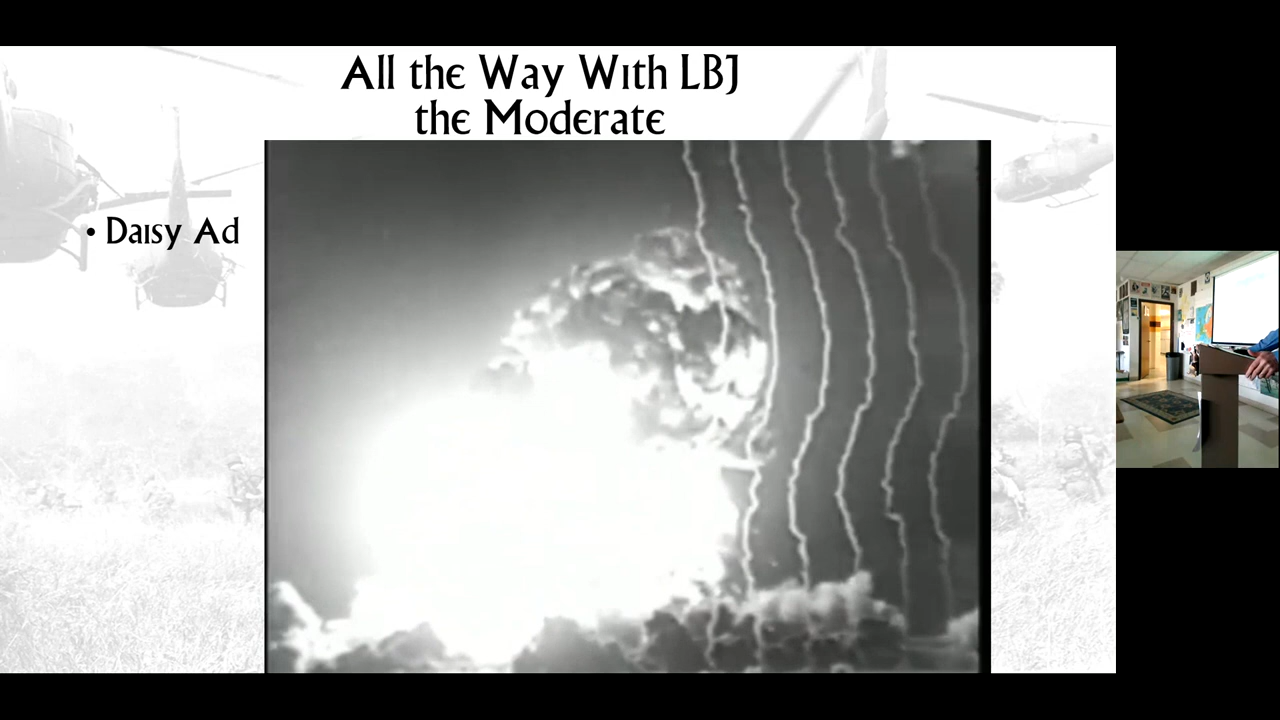 All the Way With LBJ
the Moderate
• Daisy Ad